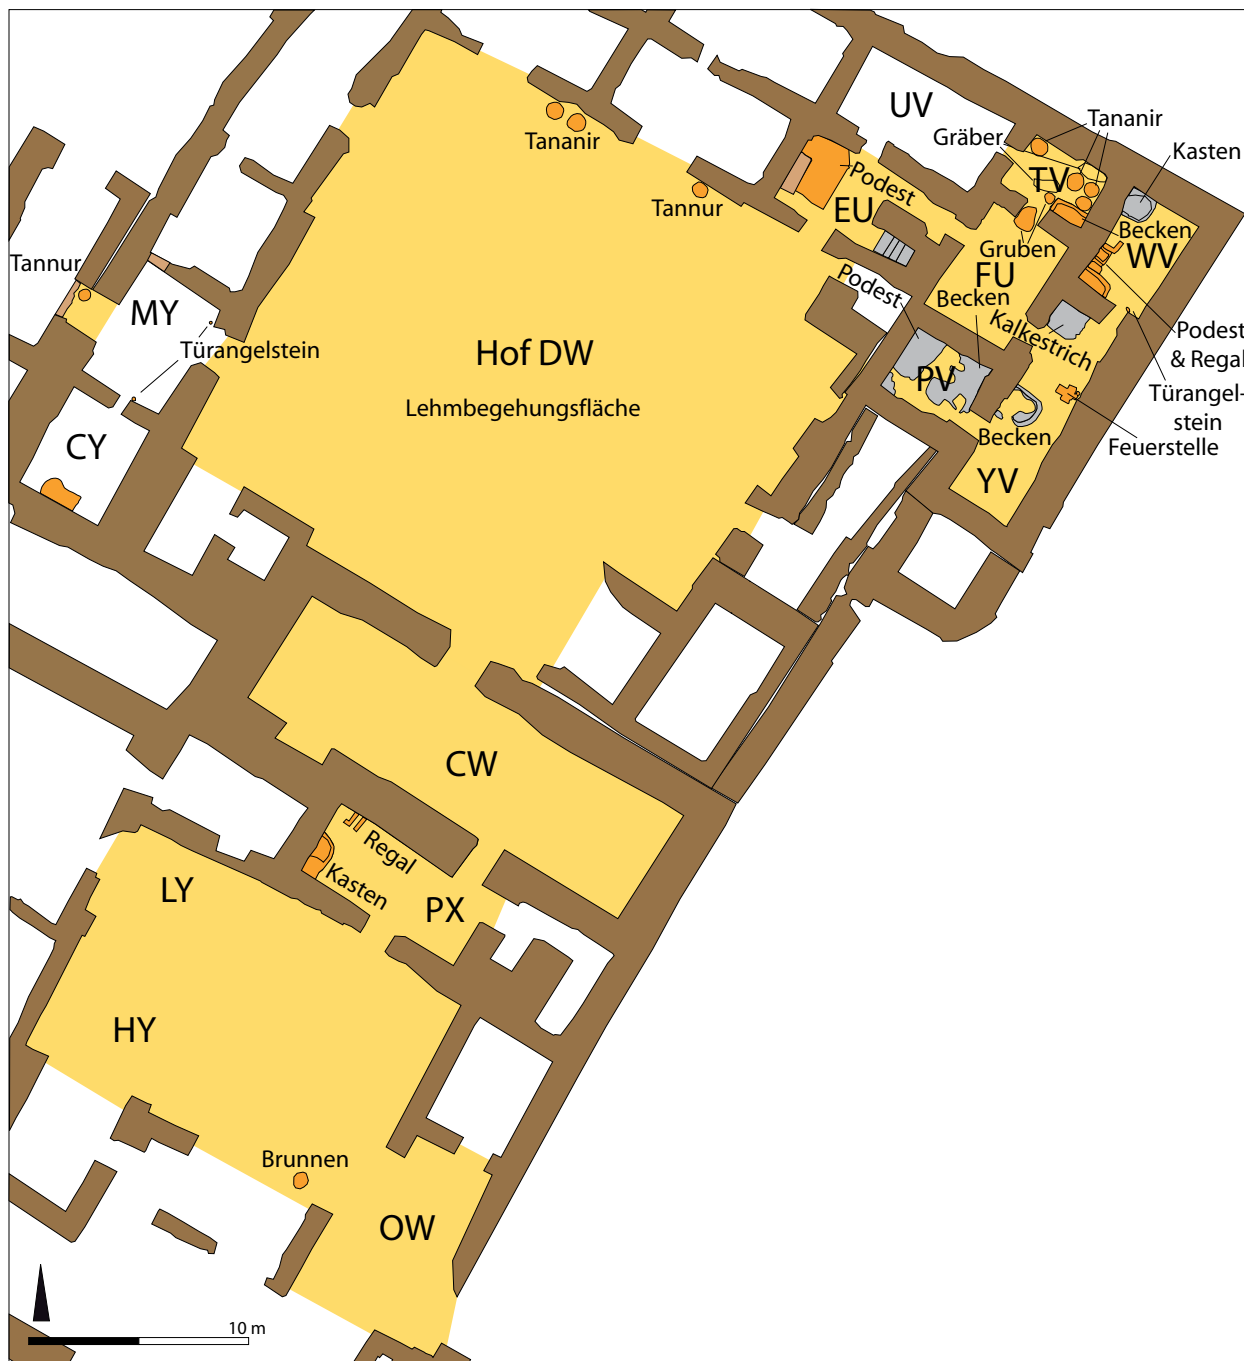 UV
Tananir
Gräber
Kasten
Tananir
TV
Podest
Tannur
EU
Becken
Gruben
WV
Tannur
FU
Podest
MY
Becken
Kalkestrich
Podest
& Regal
Türangelstein
Hof DW
PV
Türangel-
stein
Lehmbegehungsfläche
Becken
Feuerstelle
CY
YV
CW
Regal
Kasten
LY
PX
HY
Brunnen
OW
10 m